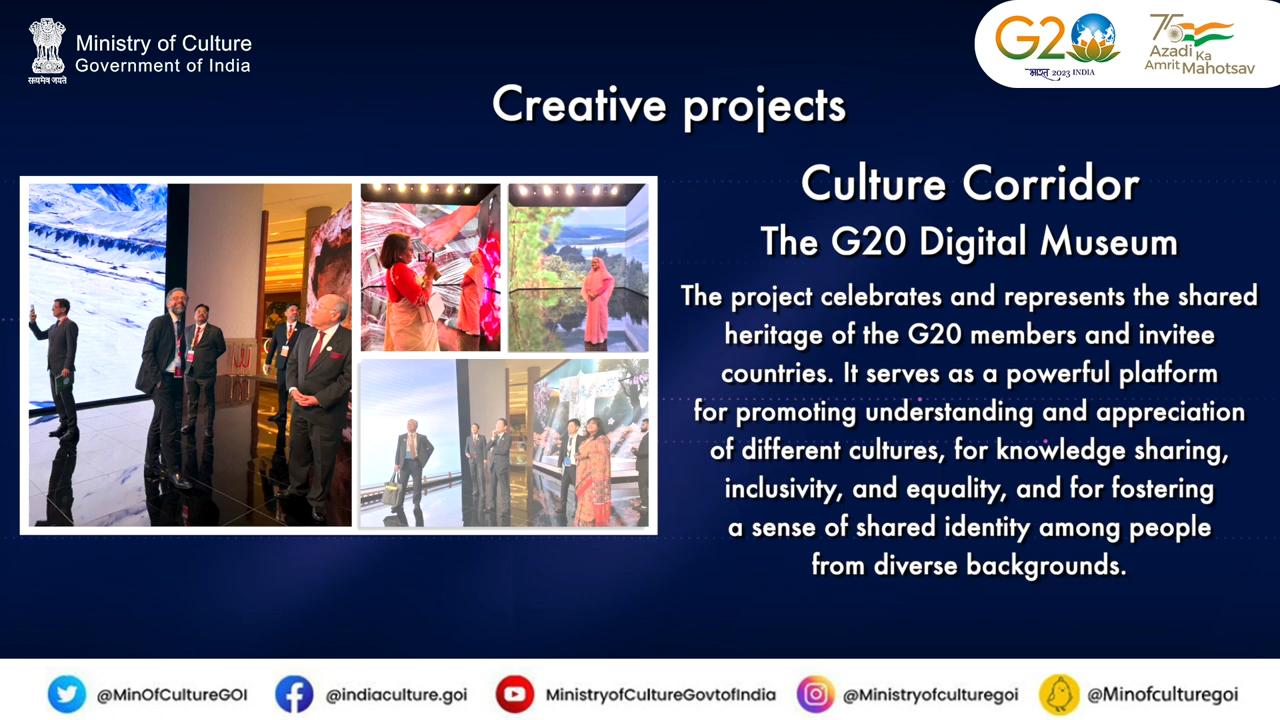 Ministry of Culture
Government of India
सत्यमेव जयते
G20
भारत 2023 INDIA
75
Azadi Ka
Amrit Mahotsav
Creative projects
Culture Corridor
The G20 Digital Museum
The project celebrates and represents the shared
heritage of the G20 members and invitee
countries. It serves as a powerful platform
for promoting understanding and appreciation
of different cultures, for knowledge sharing,
inclusivity, and equality, and for fostering
a sense of shared identity among people
from diverse backgrounds.
@MinOfCultureGOI
@indiaculture.goi
MinistryofCultureGovtofIndia
@Ministryofculturegoi
@Minofculturegoi